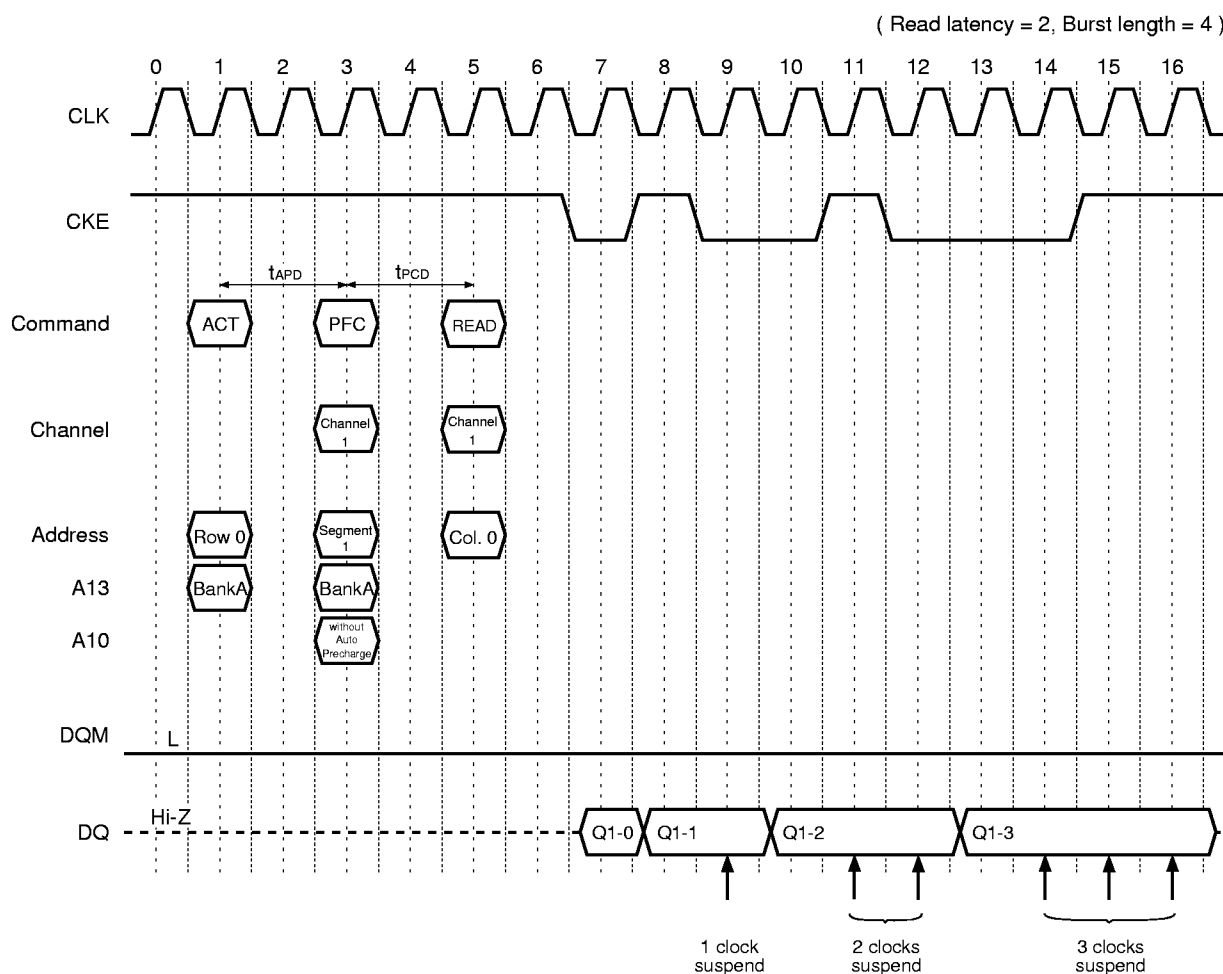 ( Read latency = 2, Burst length = 4 )
0 1 2 3 4 5 6 7 8 9 10 11 12 13 14 15 16
CLK
CKE
tAPD tPCD
Command ACT PFC READ
Channel Channel 1 Channel 1
Address Row 0 Segment 1 Col. 0
A13 BankA BankA
A10 without Auto Precharge
DQM L
DQ Hi-Z Q1-0 Q1-1 Q1-2 Q1-3
1 clock 2 clocks 3 clocks
suspend suspend suspend